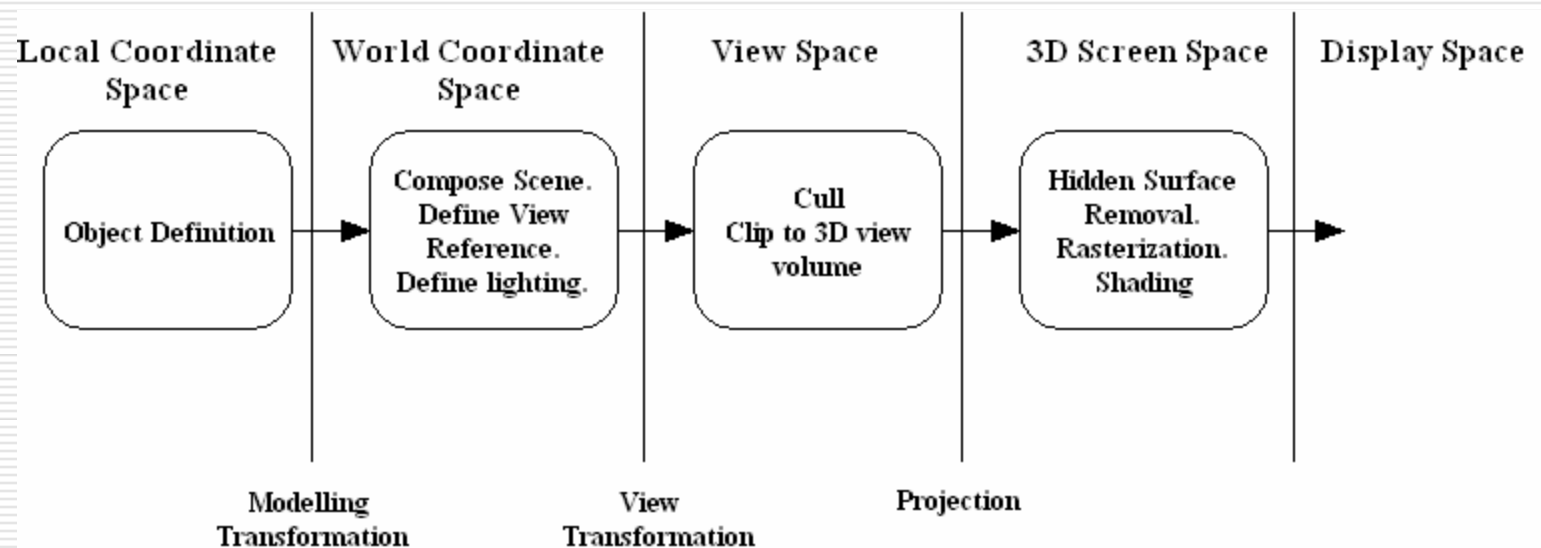 Local Coordinate
Space
World Coordinate
Space
View Space
3D Screen Space
Display Space
Object Definition
Compose Scene.
Define View
Reference.
Define lighting.
Cull
Clip to 3D view
volume
Hidden Surface
Removal.
Rasterization.
Shading
Modelling
Transformation
View
Transformation
Projection